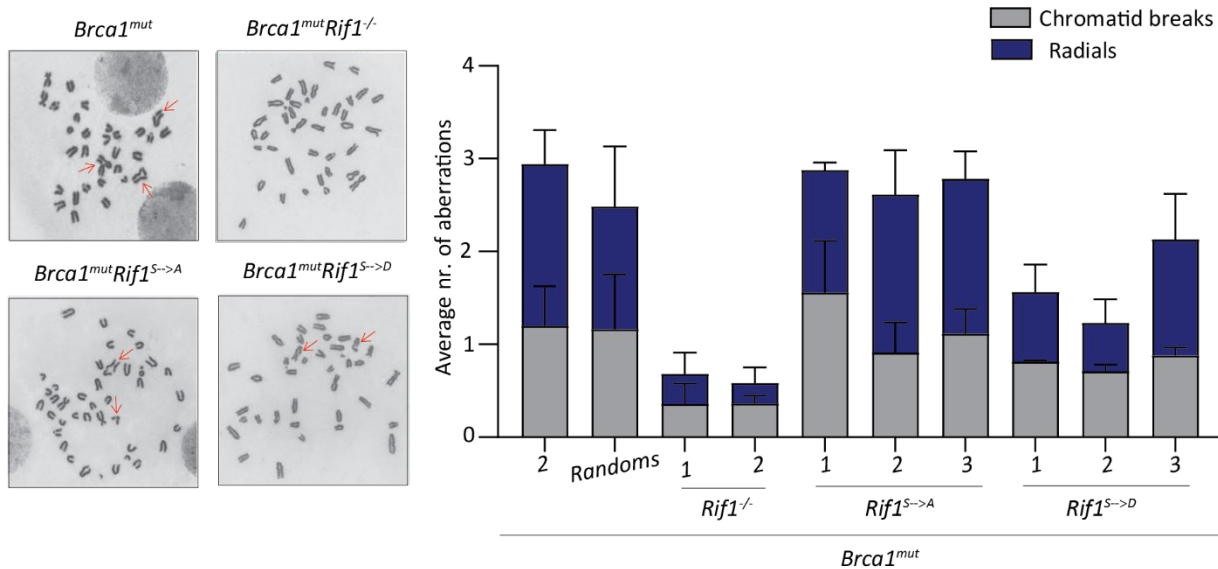 Brca1mut
Brca1mutRif1-/-
Brca1mutRif1S-->A
Brca1mutRif1S-->D
Chromatid breaks
Radials
Average nr. of aberrations
4
3
2
1
0
2 Randoms 1 2 1 2 3 1 2 3
Rif1-/- Rif1S-->A Rif1S-->D
Brca1mut